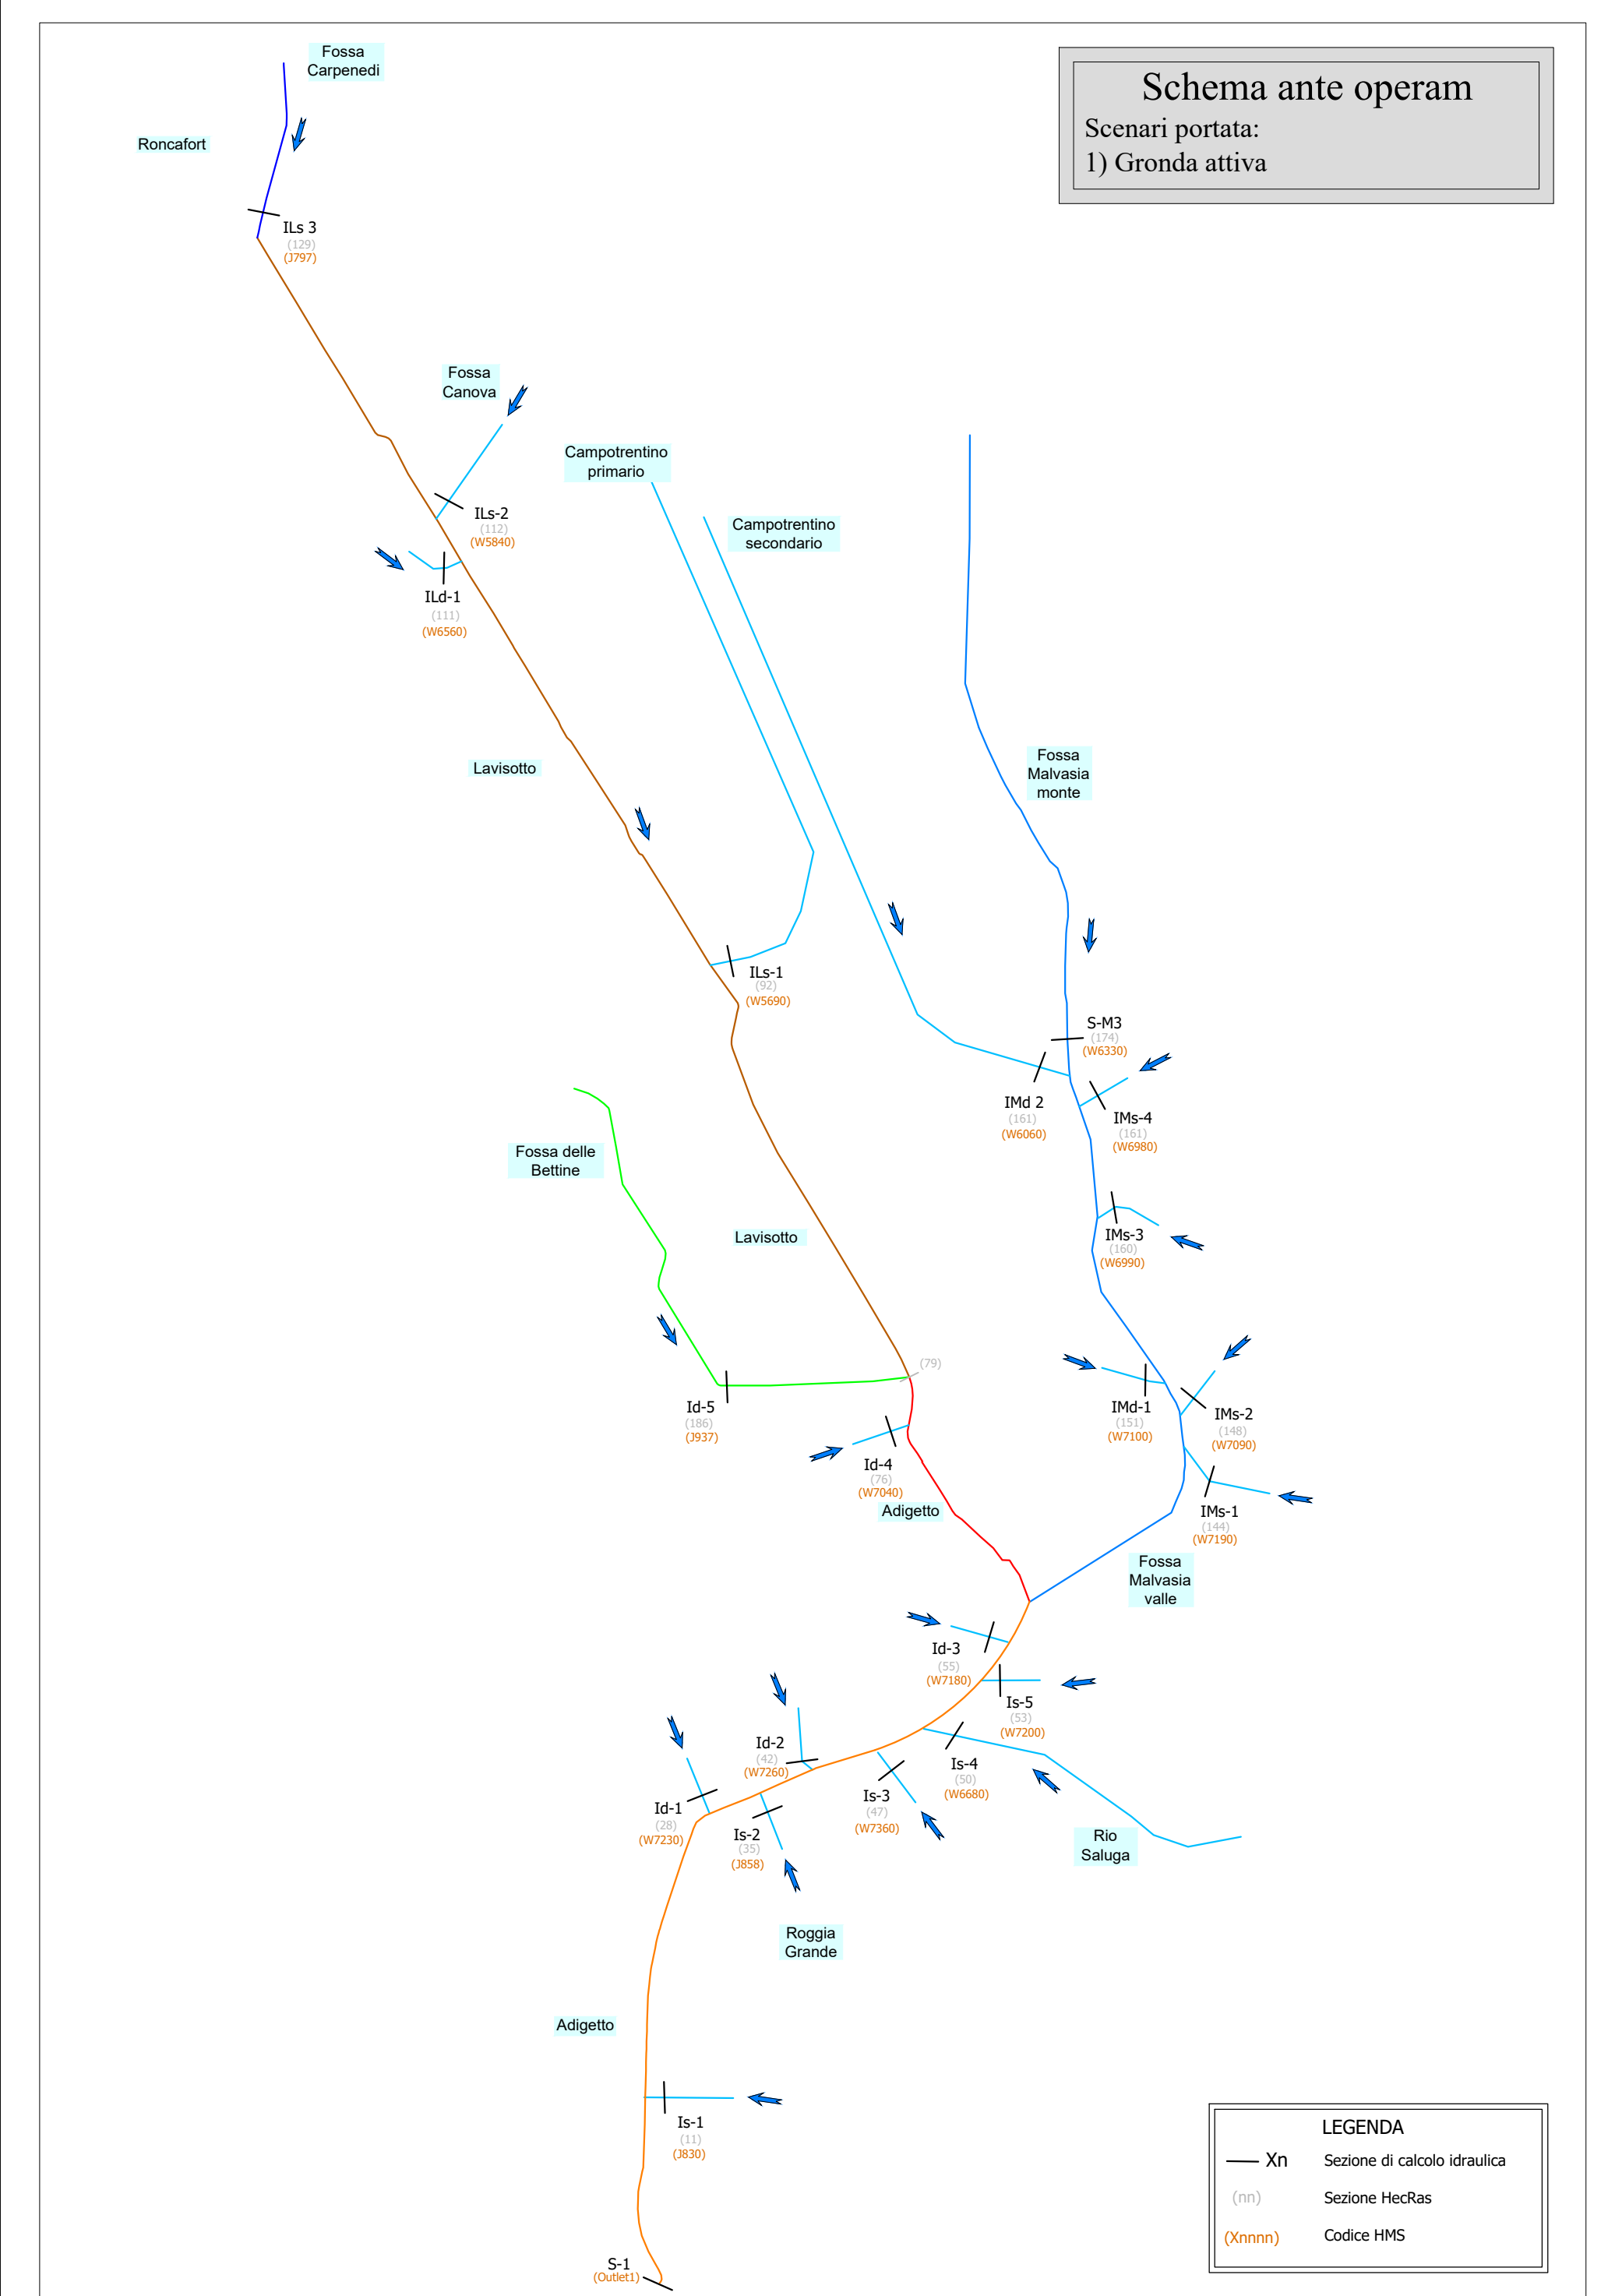 Fossa
Carpenedi
Schema ante operam
Scenari portata:
1) Gronda attiva
Roncafort
ILs 3
(129)
(J797)
Fossa
Canova
Campotrentino
primario
Campotrentino
secondario
ILs-2
(112)
(W5840)
ILd-1
(111)
(W6560)
Lavisotto
Fossa
Malvasia
monte
ILs-1
(92)
(W5690)
S-M3
(174)
(W6330)
IMd 2
(161)
(W6060)
IMs-4
(161)
(W6980)
Fossa delle
Bettine
Lavisotto
IMs-3
(160)
(W6990)
(79)
Id-5
(186)
(J937)
IMd-1
(151)
(W7100)
IMs-2
(148)
(W7090)
Id-4
(76)
(W7040)
Adigetto
IMs-1
(144)
(W7190)
Fossa
Malvasia
valle
Id-3
(55)
(W7180)
Is-5
(53)
(W7200)
Id-2
(42)
(W7260)
Is-4
(50)
(W6680)
Is-3
(47)
(W7360)
Id-1
(28)
(W7230)
Is-2
(35)
(J858)
Rio
Saluga
Roggia
Grande
Adigetto
Is-1
(11)
(J830)
S-1
(Outlet1)
LEGENDA
Xn Sezione di calcolo idraulica
(nn) Sezione HecRas
(Xnnnn) Codice HMS